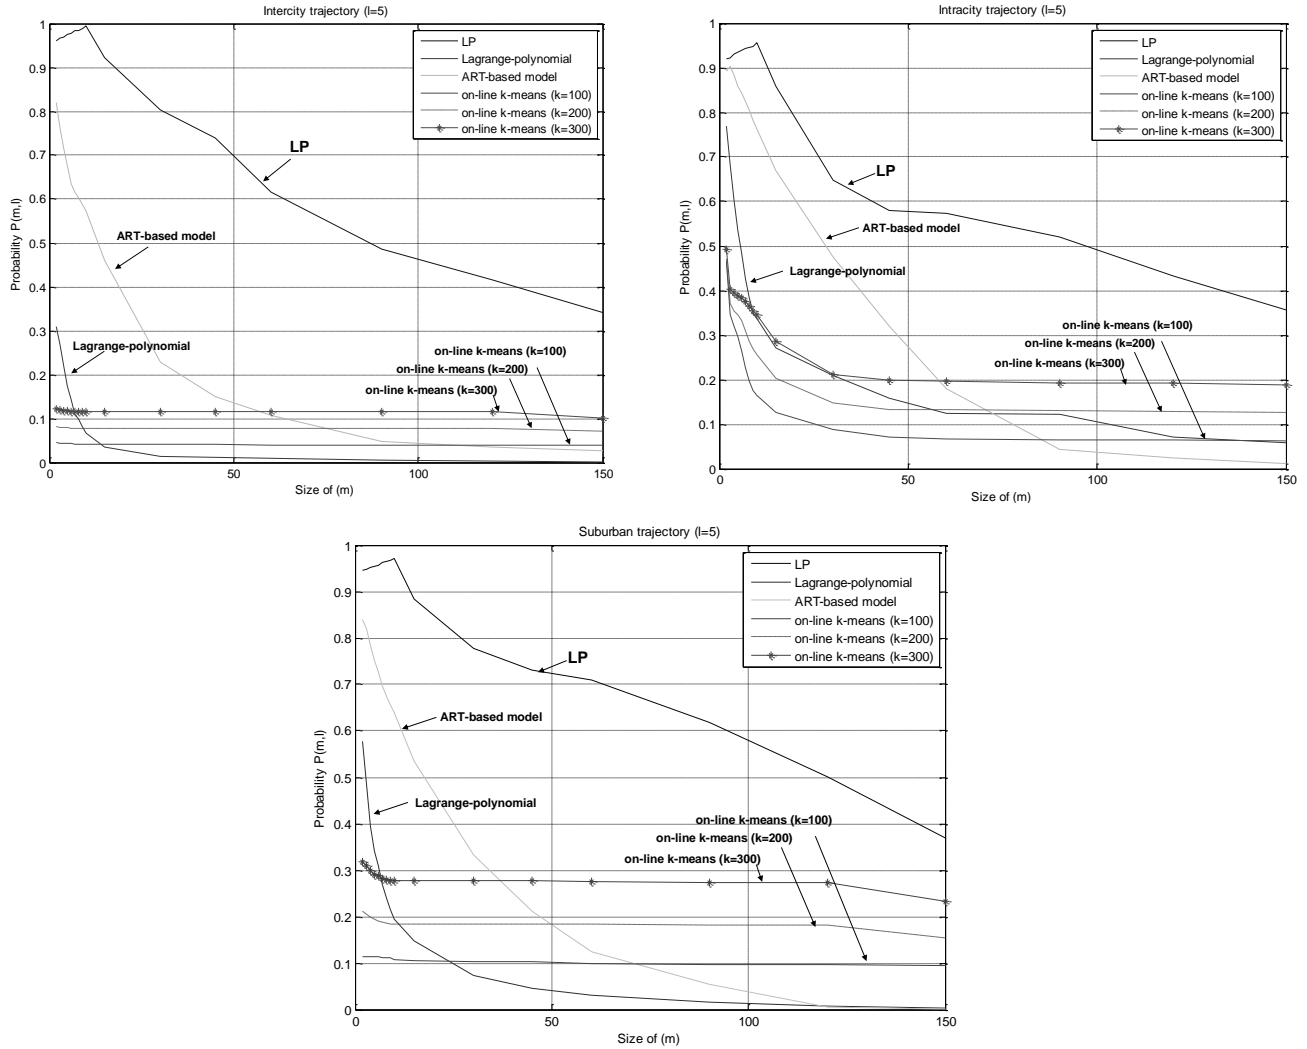 Intercity trajectory (l=5)
1
0.9
0.8
0.7
0.6
0.5
0.4
0.3
0.2
0.1
0
Probability P(m,l)
LP
Lagrange-polynomial
ART-based model
on-line k-means (k=100)
on-line k-means (k=200)
on-line k-means (k=300)
LP
ART-based model
Lagrange-polynomial
on-line k-means (k=100)
on-line k-means (k=200)
on-line k-means (k=300)
0
50
100
150
Size of (m)
Intracity trajectory (l=5)
1
0.9
0.8
0.7
0.6
0.5
0.4
0.3
0.2
0.1
0
Probability P(m,l)
LP
Lagrange-polynomial
ART-based model
on-line k-means (k=100)
on-line k-means (k=200)
on-line k-means (k=300)
LP
ART-based model
Lagrange-polynomial
on-line k-means (k=100)
on-line k-means (k=200)
on-line k-means (k=300)
0
50
100
150
Size of (m)
Suburban trajectory (l=5)
1
0.9
0.8
0.7
0.6
0.5
0.4
0.3
0.2
0.1
0
Probability P(m,l)
LP
Lagrange-polynomial
ART-based model
on-line k-means (k=100)
on-line k-means (k=200)
on-line k-means (k=300)
LP
ART-based model
Lagrange-polynomial
on-line k-means (k=100)
on-line k-means (k=200)
on-line k-means (k=300)
0
50
100
150
Size of (m)